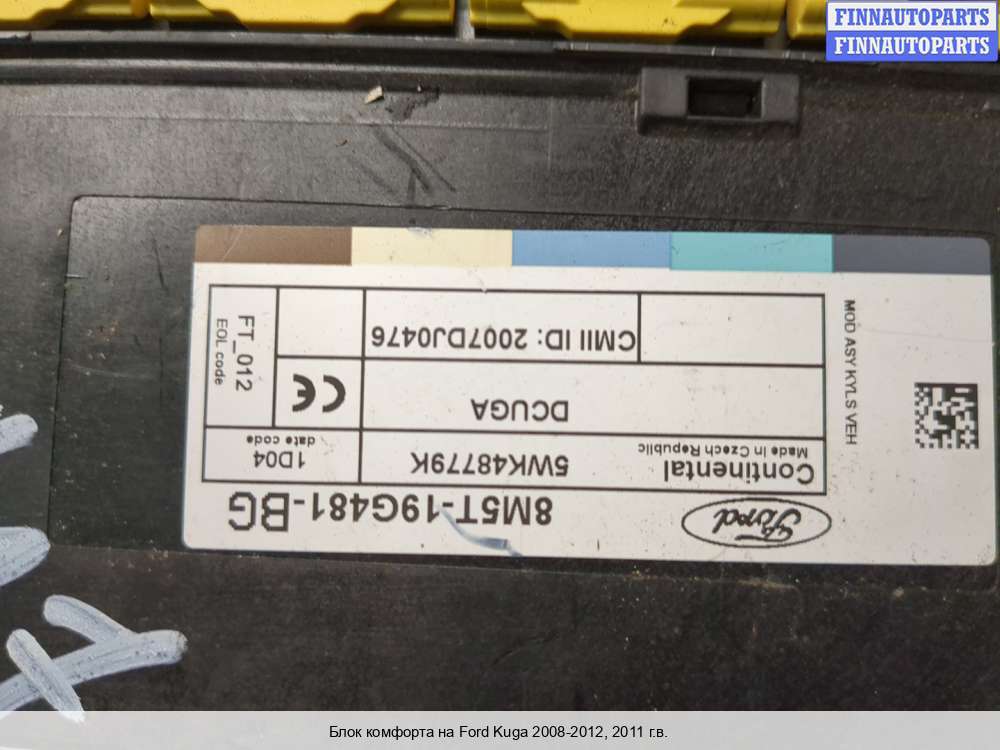 FINNAUTOPARTS
FINNAUTOPARTS
Ford
8M5T-19G481-BG
Continental
Made in Czech Republic
5WK48779K
1D04
date code
DCUGA
CE
CMII ID: 2007DJ0476
FT_012
EOL code
MOD ASY KYLS VEH
Блок комфорта на Ford Kuga 2008-2012, 2011 г.в.